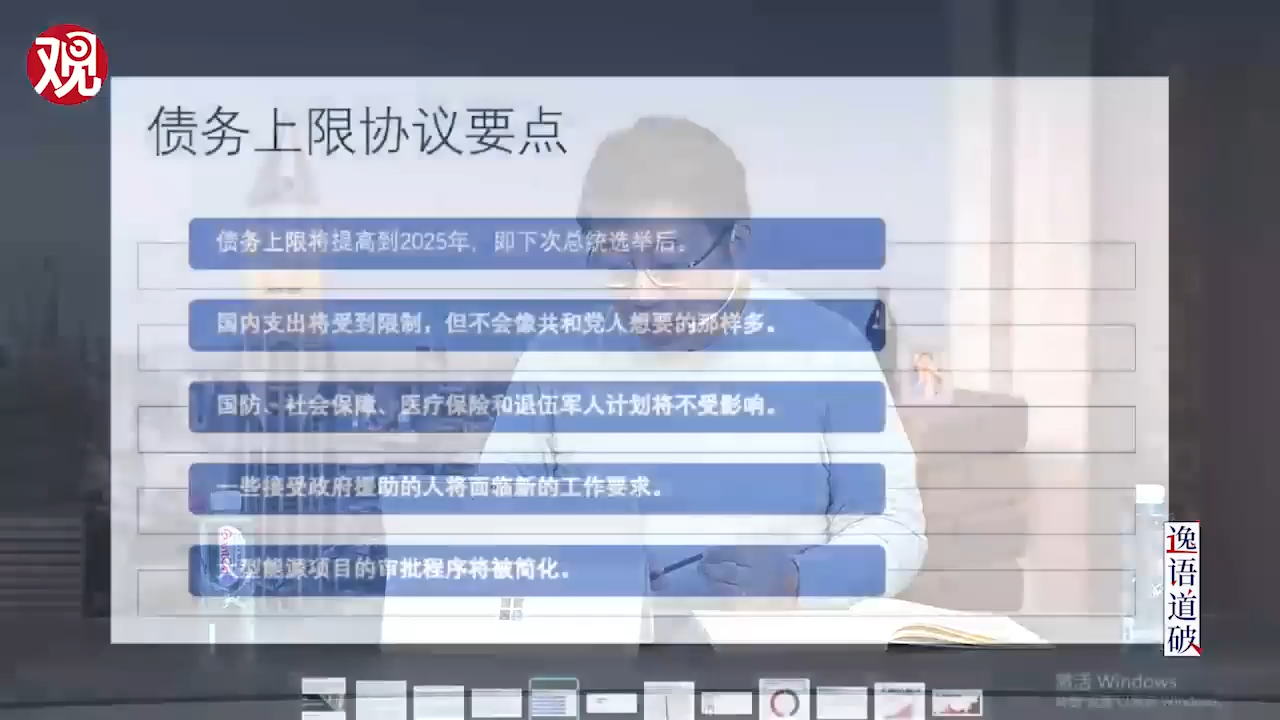 观
债务上限协议要点
债务上限将提高到2025年，即下次总统选举后。
国内支出将受到限制，但不会像共和党人想要的那样多。
国防、社会保障、医疗保险和退伍军人计划将不受影响。
一些接受政府援助的人将面临新的工作要求。
大型能源项目的审批程序将被简化。
逸语道破
激活 Windows